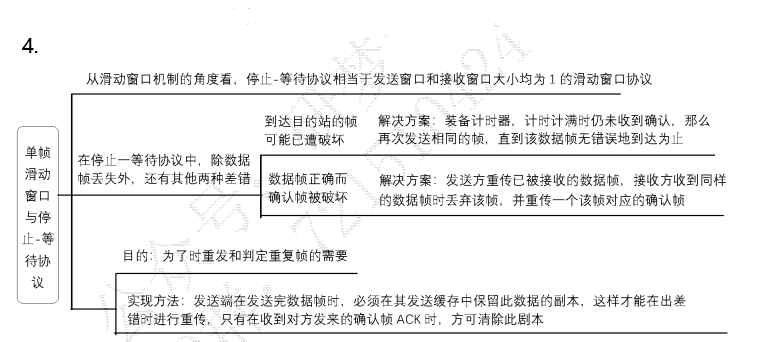 4.
从滑动窗口机制的角度看，停止-等待协议相当于发送窗口和接收窗口大小均为 1 的滑动窗口协议
单帧
滑动
窗口
与停
止-等
待协
议
在停止一等待协议中，除数据
帧丢失外，还有其他两种差错
到达目的站的帧
可能已遭破坏
解决方案：装备计时器，计时计满时仍未收到确认，那么
再次发送相同的帧，直到该数据帧无错误地到达为止
数据帧正确而
确认帧被破坏
解决方案：发送方重传已被接收的数据帧，接收方收到同样
的数据帧时丢弃该帧，并重传一个该帧对应的确认帧
目的：为了时重发和判定重复帧的需要
实现方法：发送端在发送完数据帧时，必须在其发送缓存中保留此数据的副本，这样才能在出差
错时进行重传，只有在收到对方发来的确认帧 ACK 时，方可清除此剧本